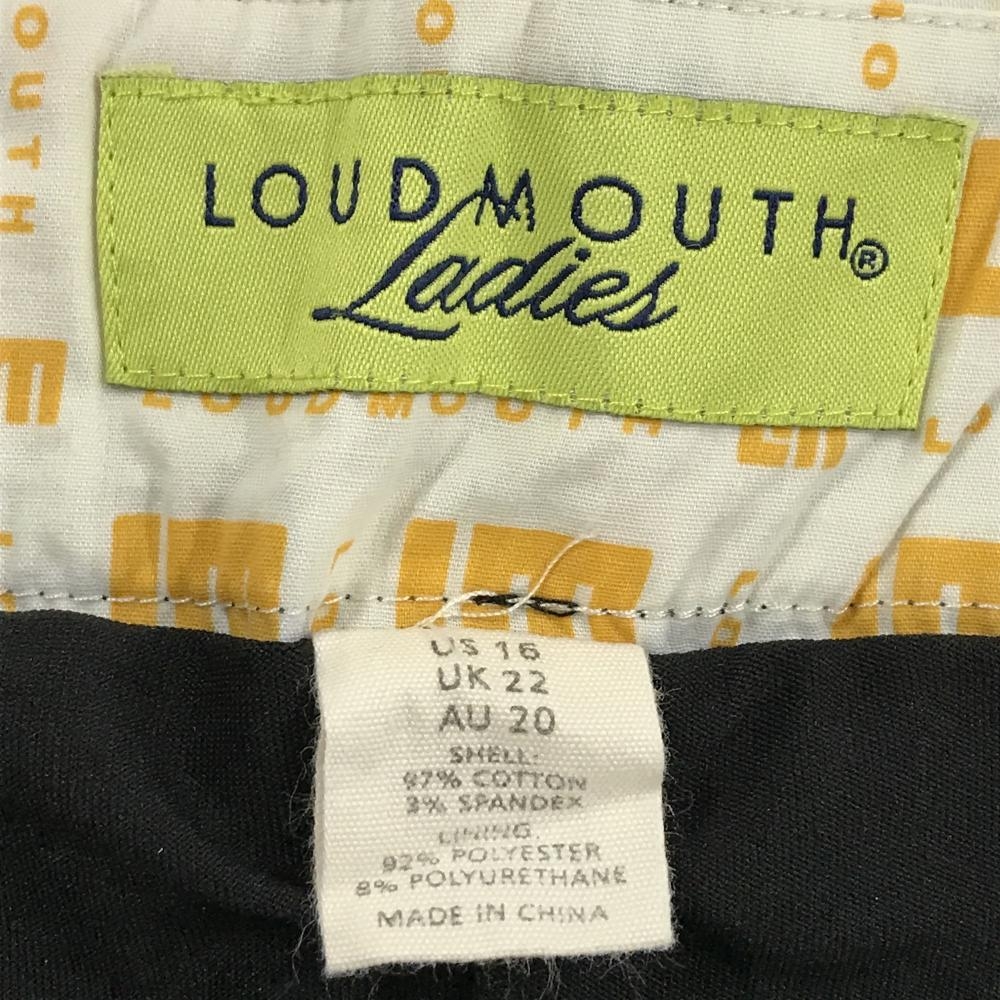 LOUDMOUTH®
Ladies
LOUDMOUTH
US 16
UK 22
AU 20
SHELL:
97% COTTON
3% SPANDEX
LINING:
92% POLYESTER
8% POLYURETHANE
MADE IN CHINA